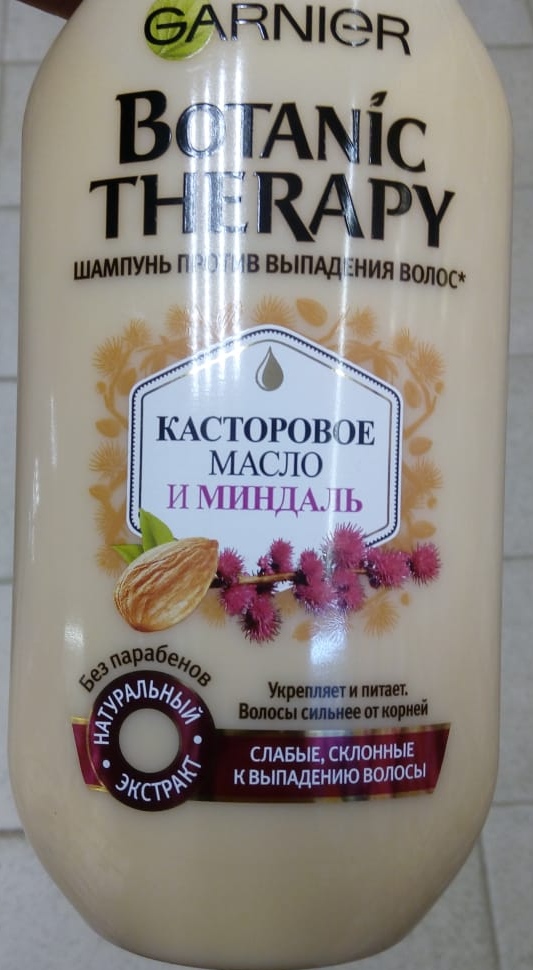 GARNIER
BOTANIC
THERAPY
ШАМПУНЬ ПРОТИВ ВЫПАДЕНИЯ ВОЛОС*
КАСТОРОВОЕ
МАСЛО
И МИНДАЛЬ
Без парабенов
НАТУРАЛЬНЫЙ
ЭКСТРАКТ
Укрепляет и питает.
Волосы сильнее от корней
СЛАБЫЕ, СКЛОННЫЕ
К ВЫПАДЕНИЮ ВОЛОСЫ